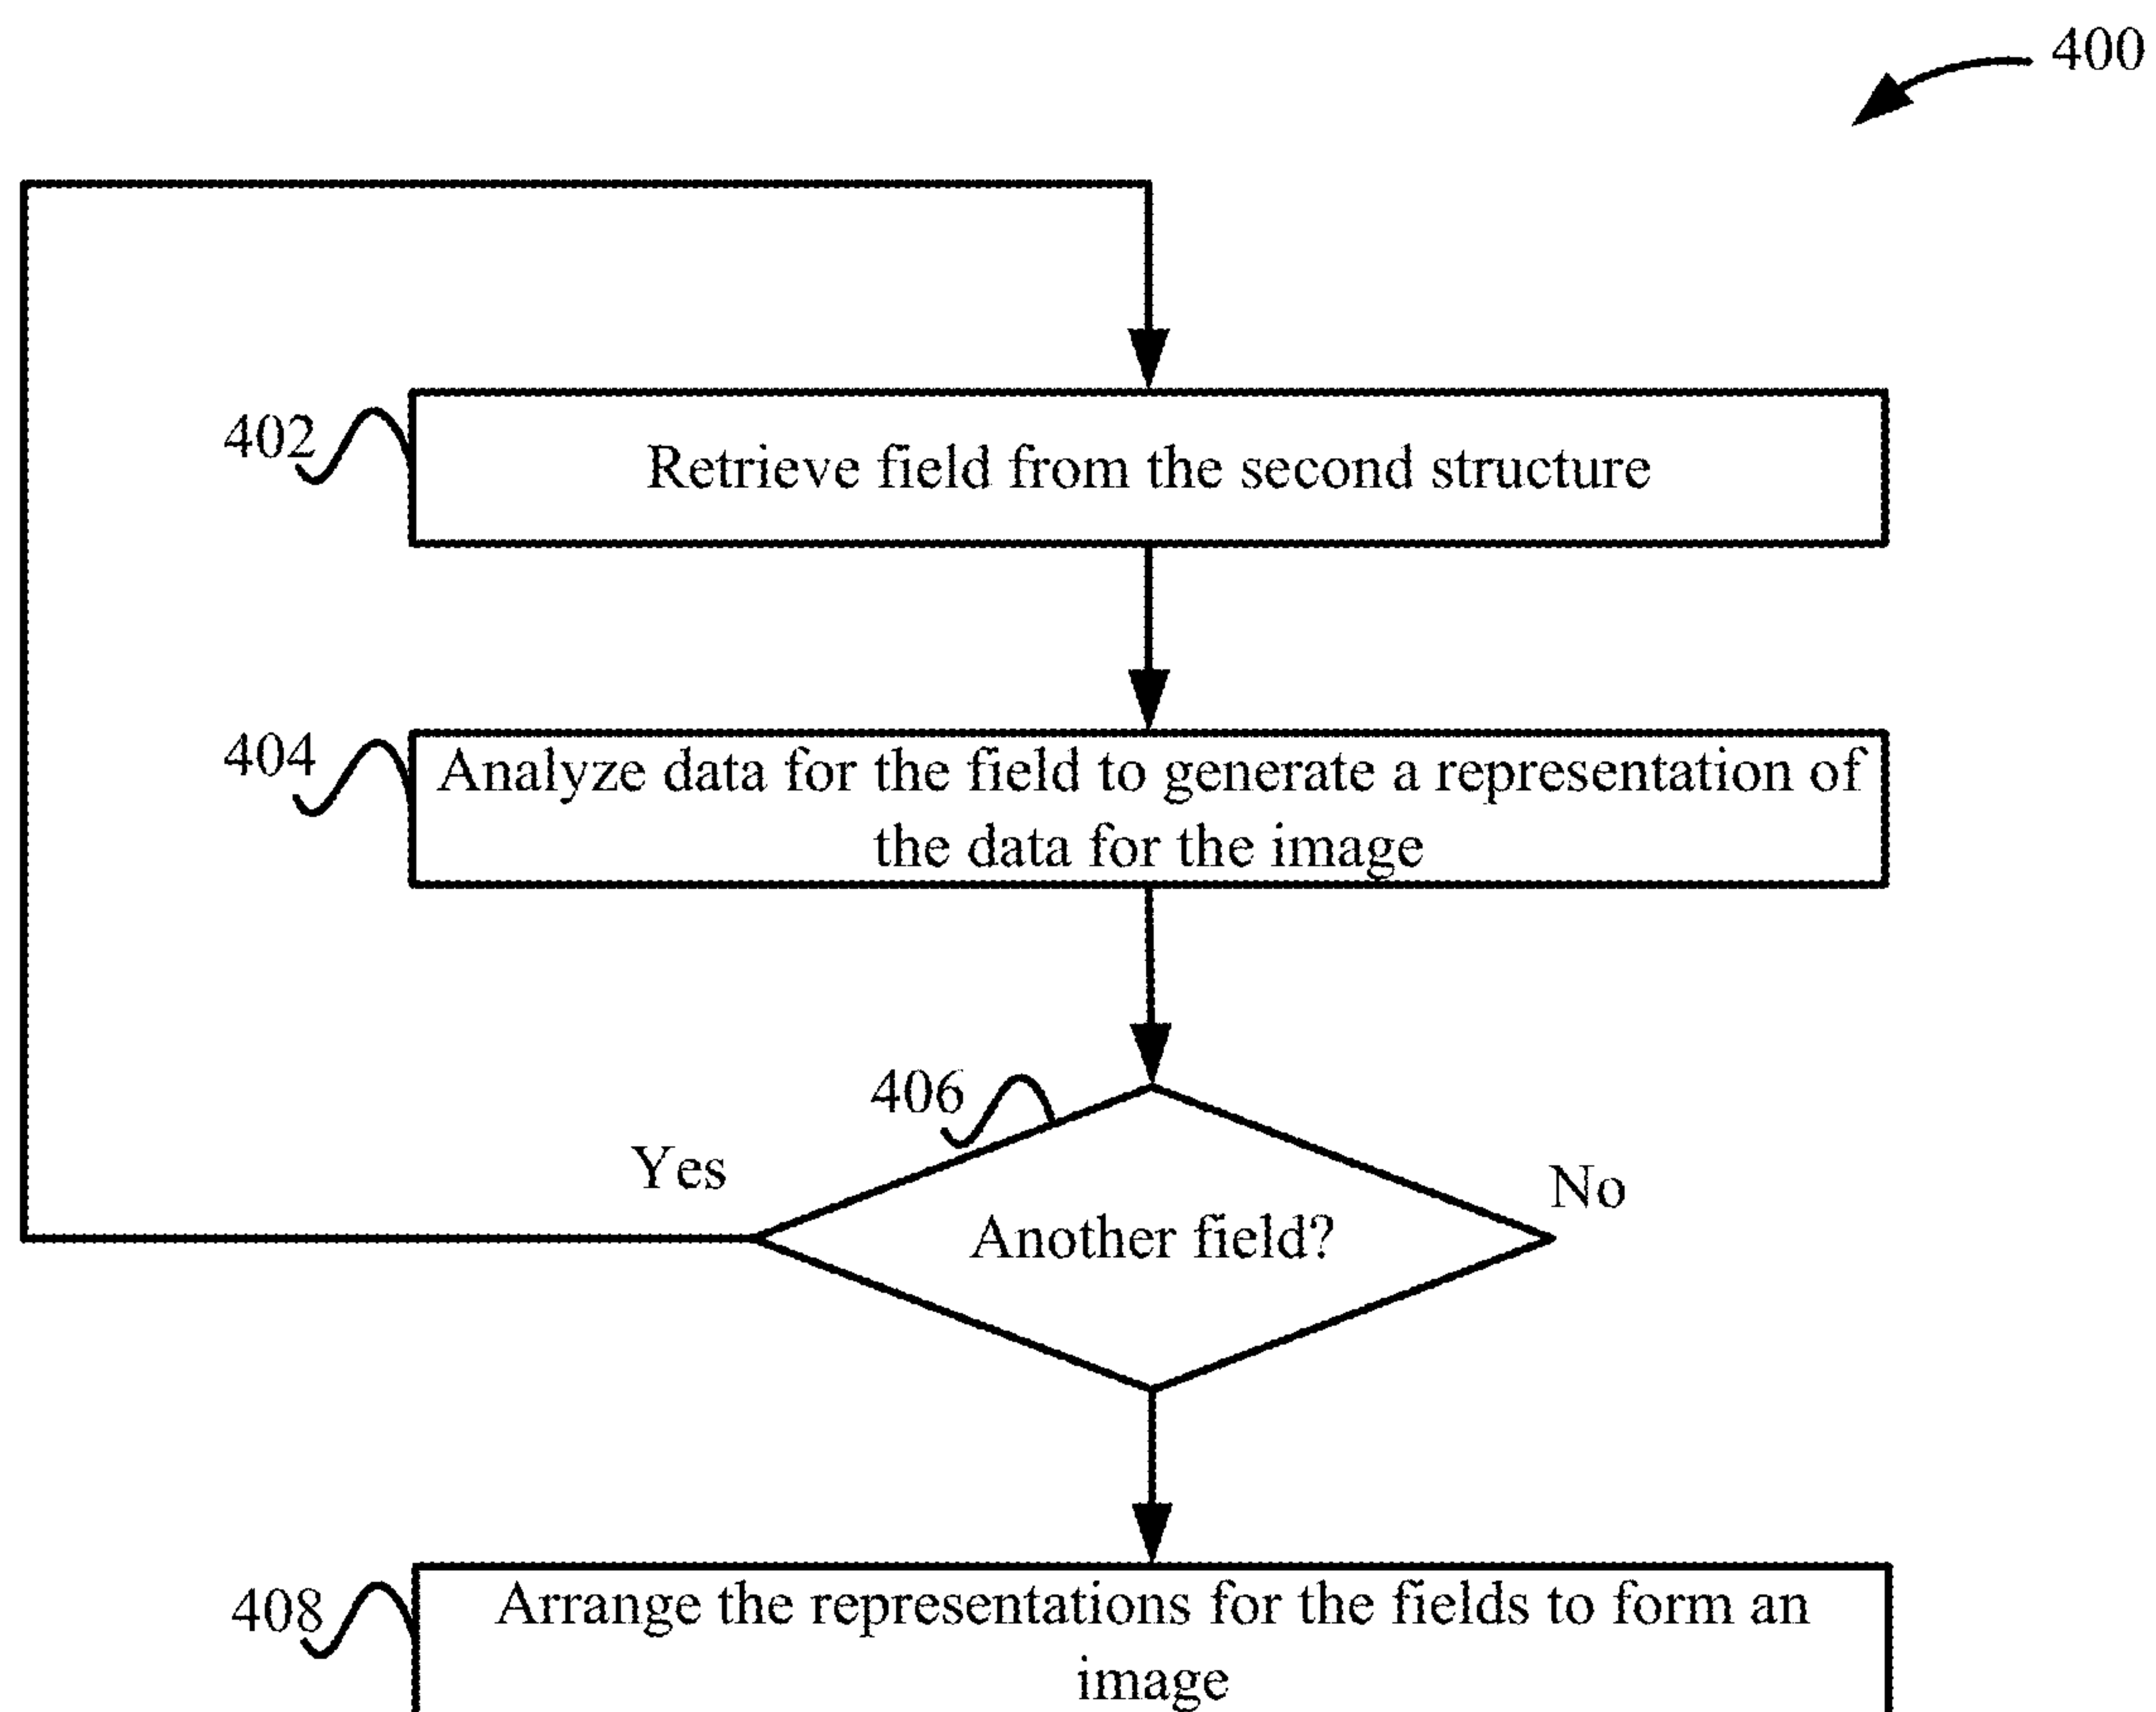 400
402
Retrieve field from the second structure
404
Analyze data for the field to generate a representation of
the data for the image
406
Yes
No
Another field?
408
Arrange the representations for the fields to form an
image